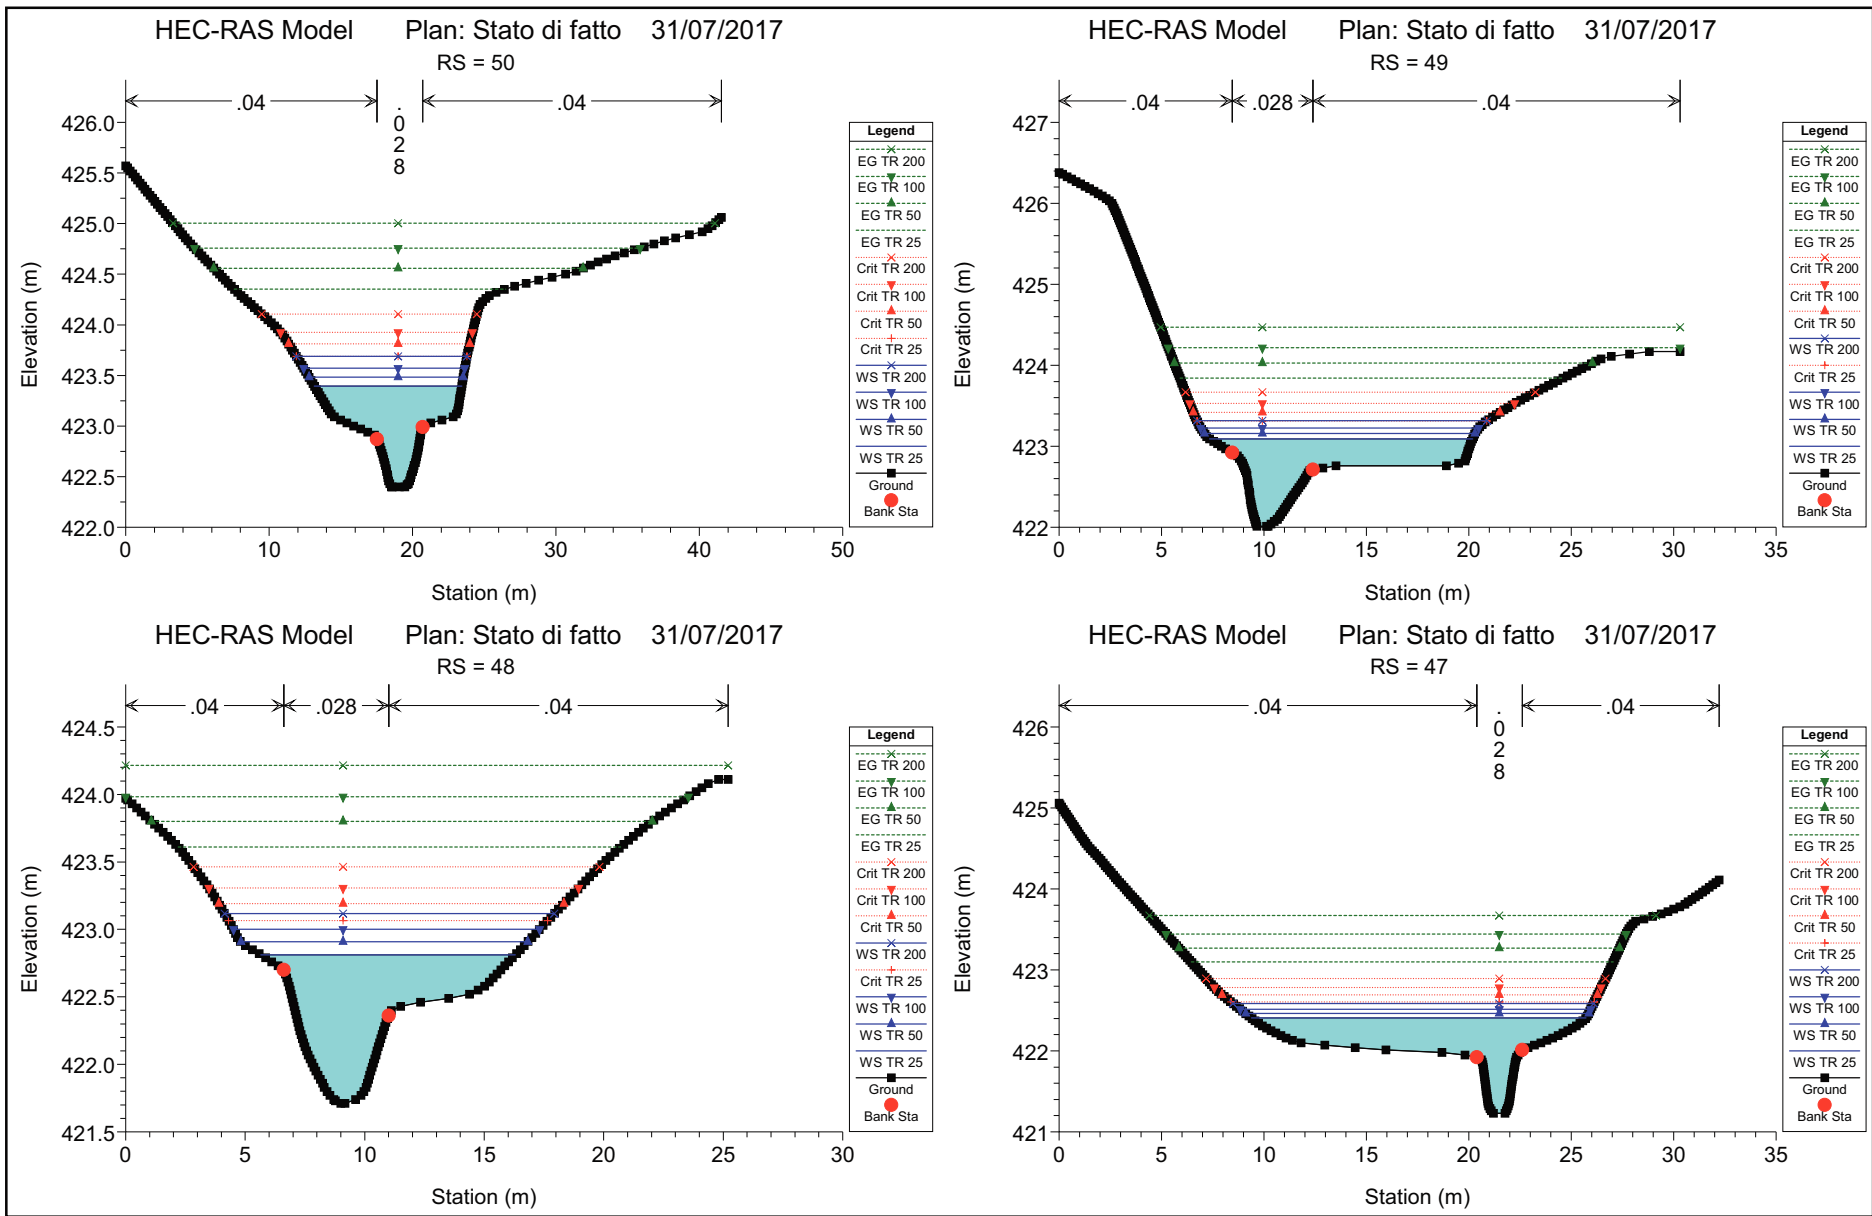 HEC-RAS Model Plan: Stato di fatto 31/07/2017
RS = 50
.04
.028
.04
426.0
425.5
425.0
424.5
424.0
423.5
423.0
422.5
422.0
Elevation (m)
0 10 20 30 40 50
Station (m)
Legend
EG TR 200
EG TR 100
EG TR 50
EG TR 25
Crit TR 200
Crit TR 100
Crit TR 50
Crit TR 25
WS TR 200
WS TR 100
WS TR 50
WS TR 25
Ground
Bank Sta
HEC-RAS Model Plan: Stato di fatto 31/07/2017
RS = 49
.04 .028 .04
427
426
425
424
423
422
Elevation (m)
0 5 10 15 20 25 30 35
Station (m)
Legend
EG TR 200
EG TR 100
EG TR 50
EG TR 25
Crit TR 200
Crit TR 100
Crit TR 50
WS TR 200
Crit TR 25
WS TR 100
WS TR 50
WS TR 25
Ground
Bank Sta
HEC-RAS Model Plan: Stato di fatto 31/07/2017
RS = 48
.04 .028 .04
424.5
424.0
423.5
423.0
422.5
422.0
421.5
Elevation (m)
0 5 10 15 20 25 30
Station (m)
Legend
EG TR 200
EG TR 100
EG TR 50
EG TR 25
Crit TR 200
Crit TR 100
Crit TR 50
WS TR 200
Crit TR 25
WS TR 100
WS TR 50
WS TR 25
Ground
Bank Sta
HEC-RAS Model Plan: Stato di fatto 31/07/2017
RS = 47
.04
.028
.04
426
425
424
423
422
421
Elevation (m)
0 5 10 15 20 25 30 35
Station (m)
Legend
EG TR 200
EG TR 100
EG TR 50
EG TR 25
Crit TR 200
Crit TR 100
Crit TR 50
Crit TR 25
WS TR 200
WS TR 100
WS TR 50
WS TR 25
Ground
Bank Sta